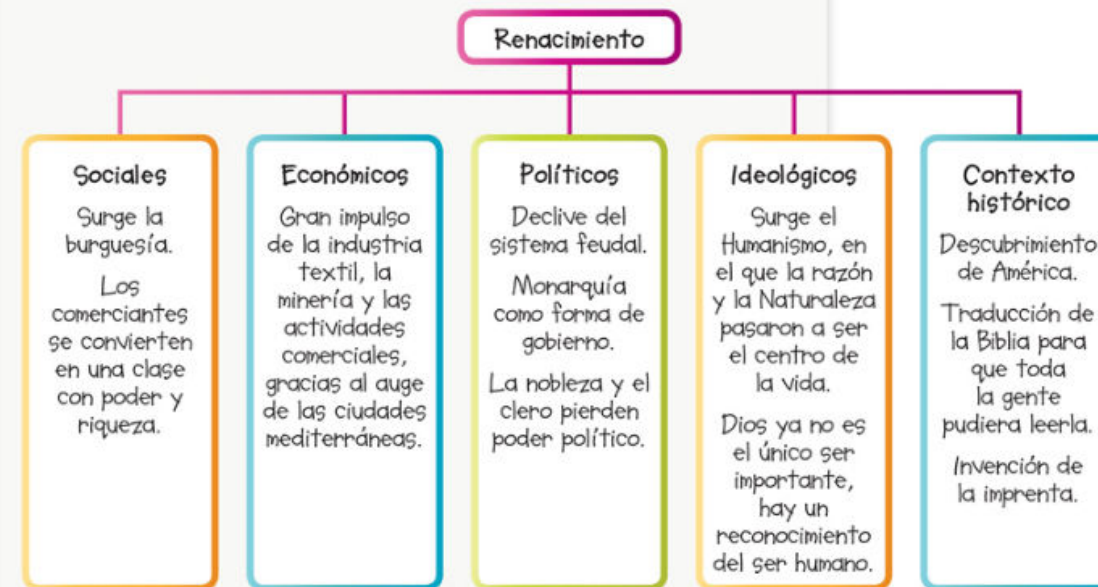 Renacimiento
Sociales
Surge la
burguesía.
Los
comerciantes
se convierten
en una clase
con poder y
riqueza.
Económicos
Gran impulso
de la industria
textil, la
minería y las
actividades
comerciales,
gracias al auge
de las ciudades
mediterráneas.
Políticos
Declive del
sistema feudal.
Monarquía
como forma de
gobierno.
La nobleza y el
clero pierden
poder político.
Ideológicos
Surge el
Humanismo, en
el que la razón
y la Naturaleza
pasaron a ser
el centro de
la vida.
Dios ya no es
el único ser
importante,
hay un
reconocimiento
del ser humano.
Contexto
histórico
Descubrimiento
de América.
Traducción de
la Biblia para
que toda
la gente
pudiera leerla.
Invención de
la imprenta.